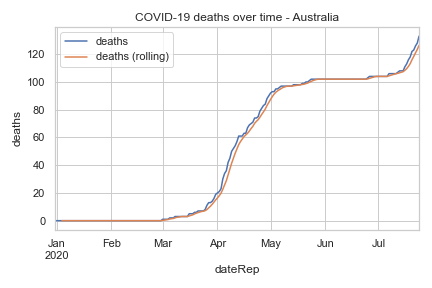 COVID-19 deaths over time - Australia
deaths
deaths (rolling)
120
100
80
60
40
20
0
deaths
Jan
2020
Feb
Mar
Apr
May
Jun
Jul
dateRep